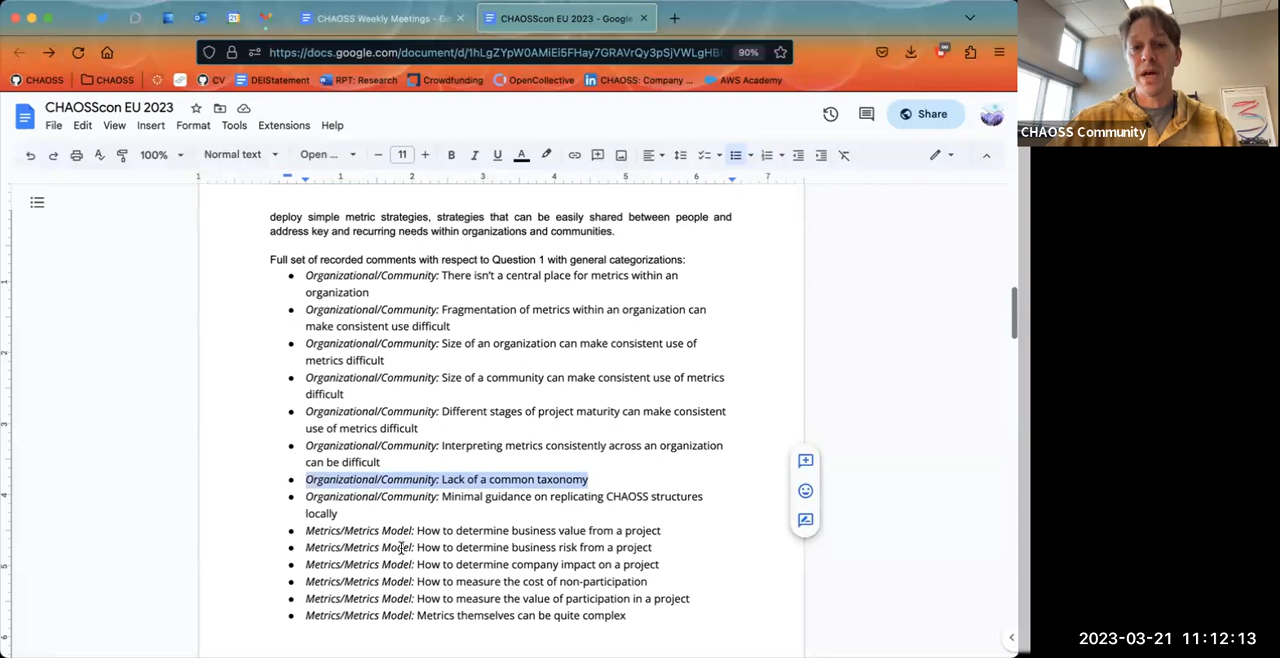 CHAOSS Weekly Meetings - Go
CHAOSScon EU 2023 - Google
https://docs.google.com/document/d/1hLgZYpW0AMiEi5FHay7GRAVrQy3pSjVWLgHB
90%
CHAOSS
CHAOSS
CV
DEIStatement
RPT: Research
Crowdfunding
OpenCollective
CHAOSS: Company ...
AWS Academy
CHAOSScon EU 2023
File Edit View Insert Format Tools Extensions Help
Share
CHAOSS Community
100% Normal text Open ... 11 B I U A
1 1 2 3 4 5 6 7
deploy simple metric strategies, strategies that can be easily shared between people and
address key and recurring needs within organizations and communities.
Full set of recorded comments with respect to Question 1 with general categorizations:
● Organizational/Community: There isn't a central place for metrics within an
organization
● Organizational/Community: Fragmentation of metrics within an organization can
make consistent use difficult
● Organizational/Community: Size of an organization can make consistent use of
metrics difficult
● Organizational/Community: Size of a community can make consistent use of metrics
difficult
● Organizational/Community: Different stages of project maturity can make consistent
use of metrics difficult
● Organizational/Community: Interpreting metrics consistently across an organization
can be difficult
● Organizational/Community: Lack of a common taxonomy
● Organizational/Community: Minimal guidance on replicating CHAOSS structures
locally
● Metrics/Metrics Model: How to determine business value from a project
● Metrics/Metrics Model: How to determine business risk from a project
● Metrics/Metrics Model: How to determine company impact on a project
● Metrics/Metrics Model: How to measure the cost of non-participation
● Metrics/Metrics Model: How to measure the value of participation in a project
● Metrics/Metrics Model: Metrics themselves can be quite complex
2023-03-21 11:12:13